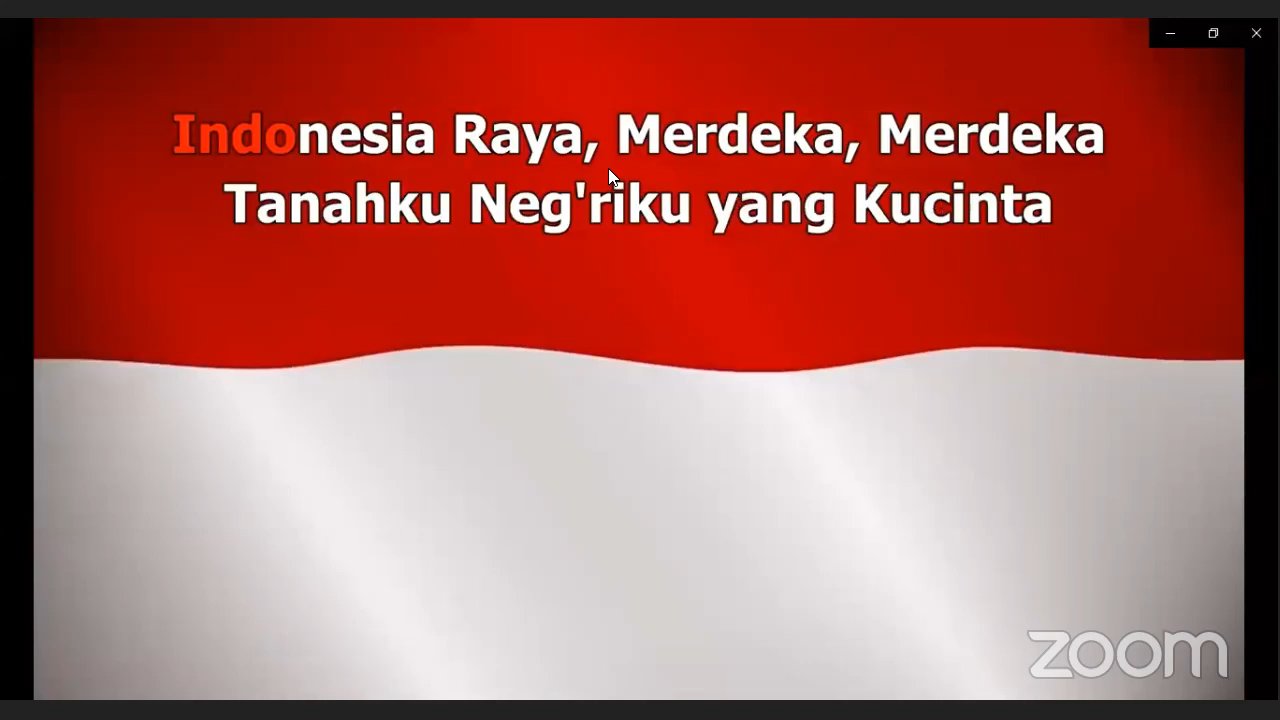 Indonesia Raya, Merdeka, Merdeka
Tanahku Neg'riku yang Kucinta
zoom